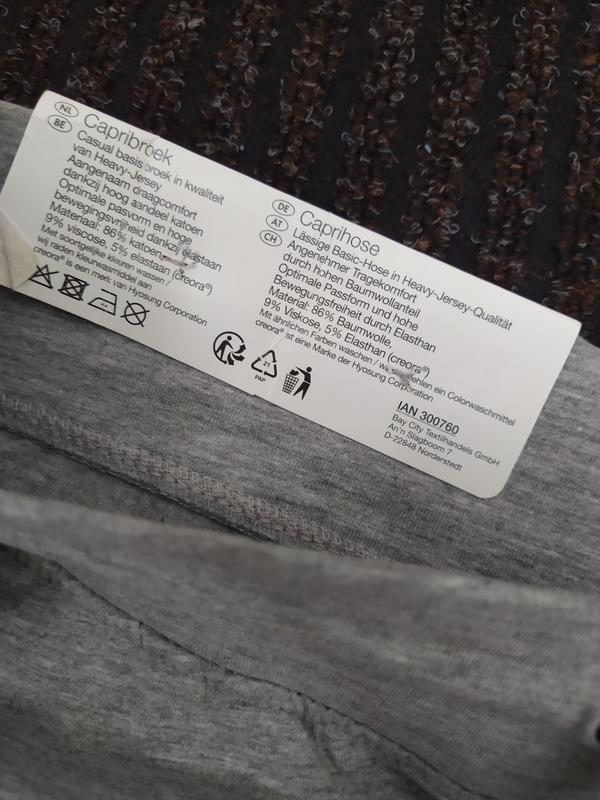 NL
BE
Capribroek
Casual basis broek in kwaliteit
van Heavy-Jersey
Aangenaam draagcomfort
dankzij hoog aandeel katoen
Optimale pasvorm en hoge
bewegingsvrijheid dankzij elastaan
Materiaal: 86% katoen,
9% viscose, 5% elastaan (creora®)
Met soortgelijke kleuren wassen /
wij raden kleurwasmiddel aan
creora® is een merk van Hyosung Corporation
DE
AT
CH
Caprihose
Lässige Basic-Hose in Heavy-Jersey-Qualität
Angenehmer Tragekomfort
durch hohen Baumwollanteil
Optimale Passform und hohe
Bewegungsfreiheit durch Elasthan
Material: 86% Baumwolle,
9% Viskose, 5% Elasthan (creora®)
Mit ähnlichen Farben waschen / wir empfehlen ein Colorwaschmittel
creora® ist eine Marke der Hyosung Corporation
21
PAP
IAN 300760
Bay City Textilhandels GmbH
An'n Slagboom 7
D-22848 Norderstedt